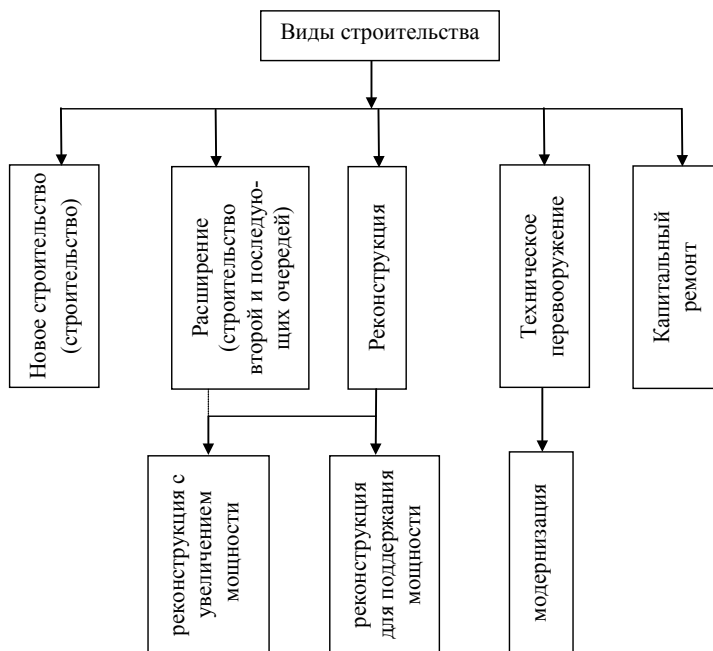 Виды строительства
Новое строительство
(строительство)
Расширение
(строительство
второй и последую-
щих очередей)
Реконструкция
Техническое
перевооружение
Капитальный
ремонт
реконструкция с
увеличением
мощности
реконструкция
для поддержания
мощности
модернизация